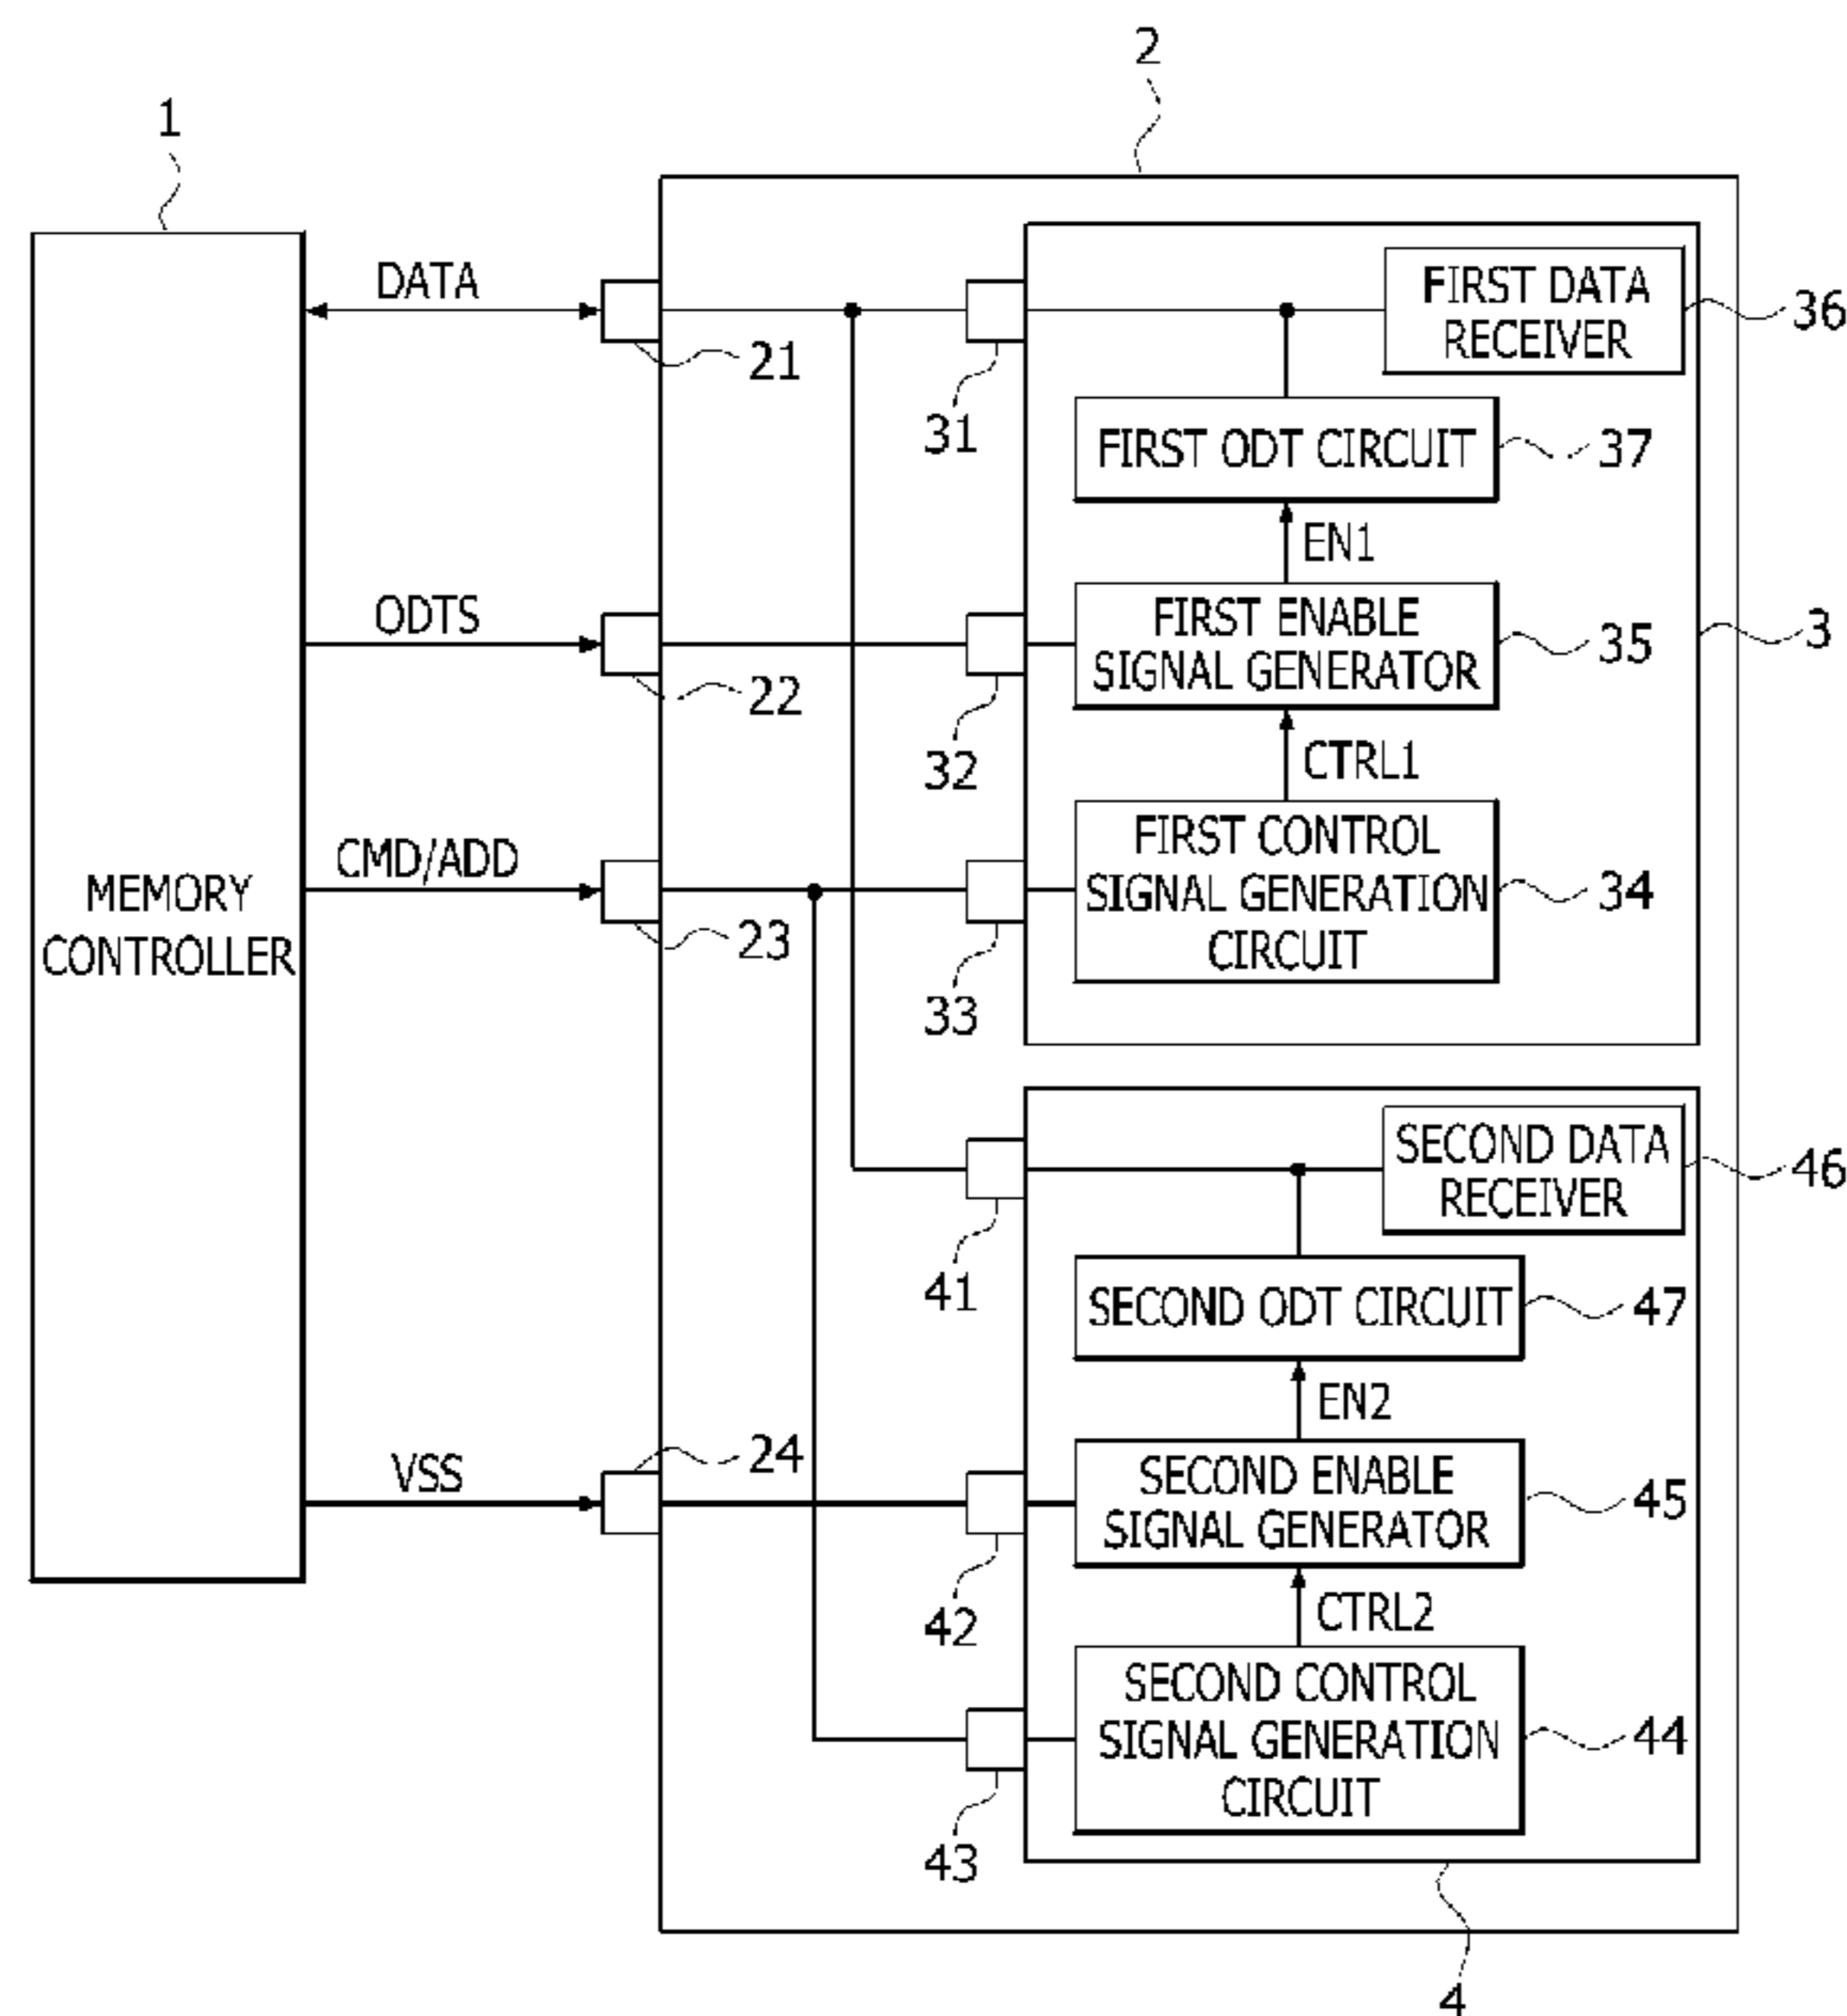 2
1
DATA
21
31
FIRST DATA
RECEIVER
36
FIRST ODT CIRCUIT
37
EN1
ODTS
22
32
FIRST ENABLE
SIGNAL GENERATOR
35
3
CTRL1
MEMORY
CONTROLLER
CMD/ADD
23
33
FIRST CONTROL
SIGNAL GENERATION
CIRCUIT
34
41
SECOND DATA
RECEIVER
46
SECOND ODT CIRCUIT
47
EN2
VSS
24
42
SECOND ENABLE
SIGNAL GENERATOR
45
CTRL2
43
SECOND CONTROL
SIGNAL GENERATION
CIRCUIT
44
4